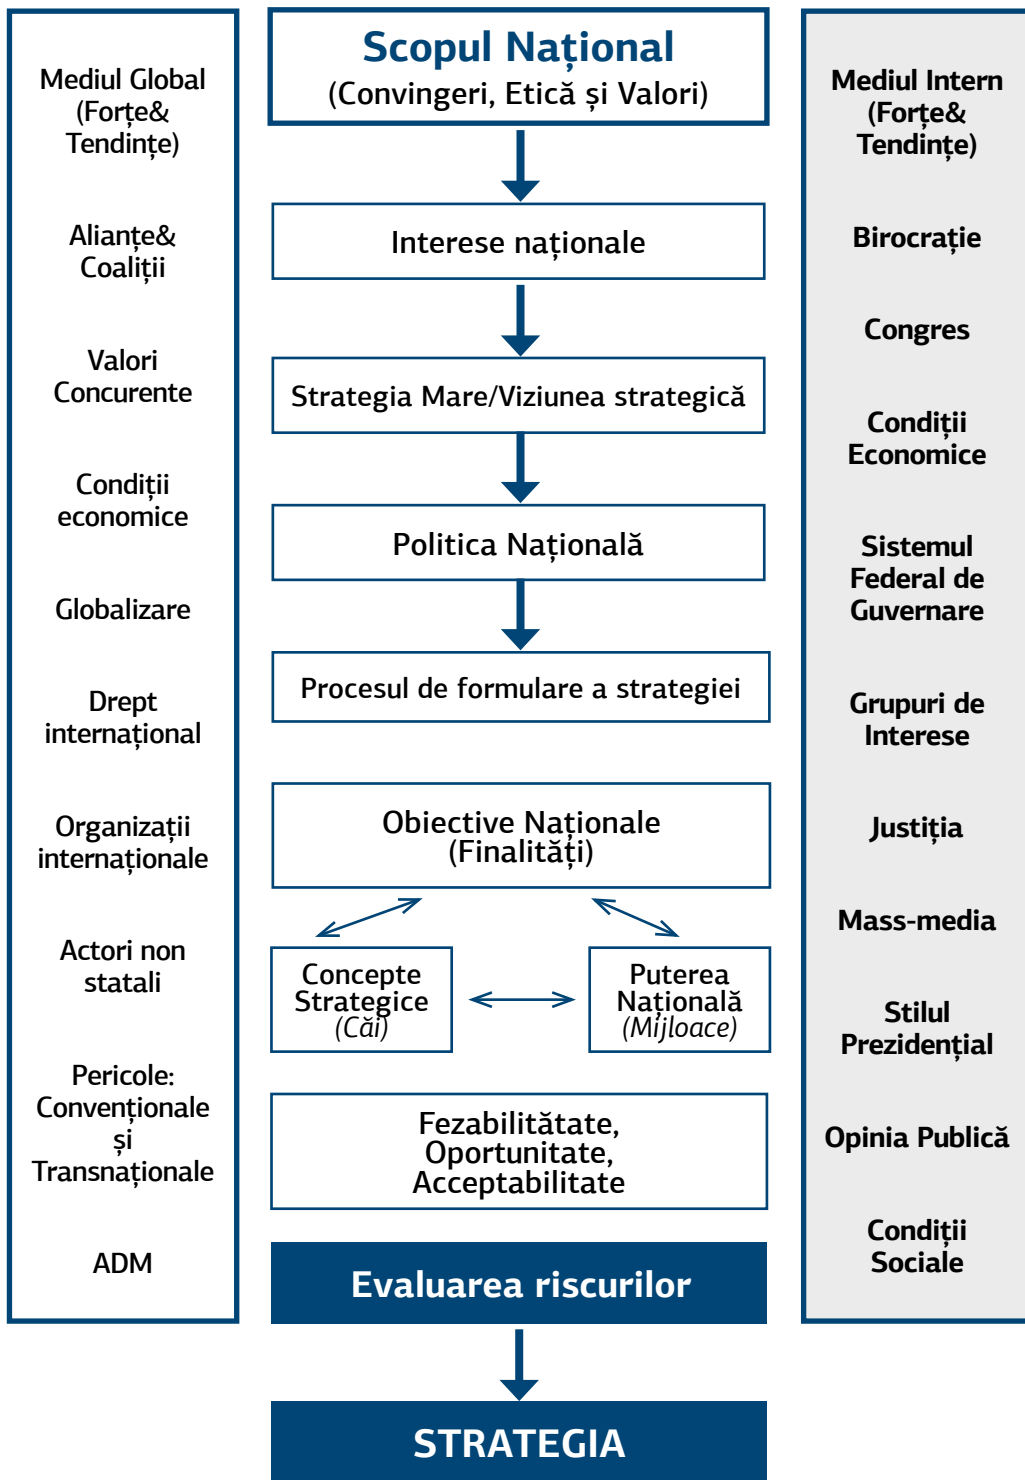 Mediul Global
(Forțe&
Tendințe)
Alianțe&
Coaliții
Valori
Concurente
Condiții
economice
Globalizare
Drept
internațional
Organizații
internaționale
Actori non
statali
Pericole:
Convenționale
și
Transnaționale
ADM
Scopul Național
(Convingeri, Etică și Valori)
Interese naționale
Strategia Mare/Viziunea strategică
Politica Națională
Procesul de formulare a strategiei
Obiective Naționale
(Finalități)
Concepte
Strategice
(Căi)
Puterea
Națională
(Mijloace)
Fezabilitătate,
Oportunitate,
Acceptabilitate
Evaluarea riscurilor
STRATEGIA
Mediul Intern
(Forțe&
Tendințe)
Birocrație
Congres
Condiții
Economice
Sistemul
Federal de
Guvernare
Grupuri de
Interese
Justiția
Mass-media
Stilul
Prezidențial
Opinia Publică
Condiții
Sociale